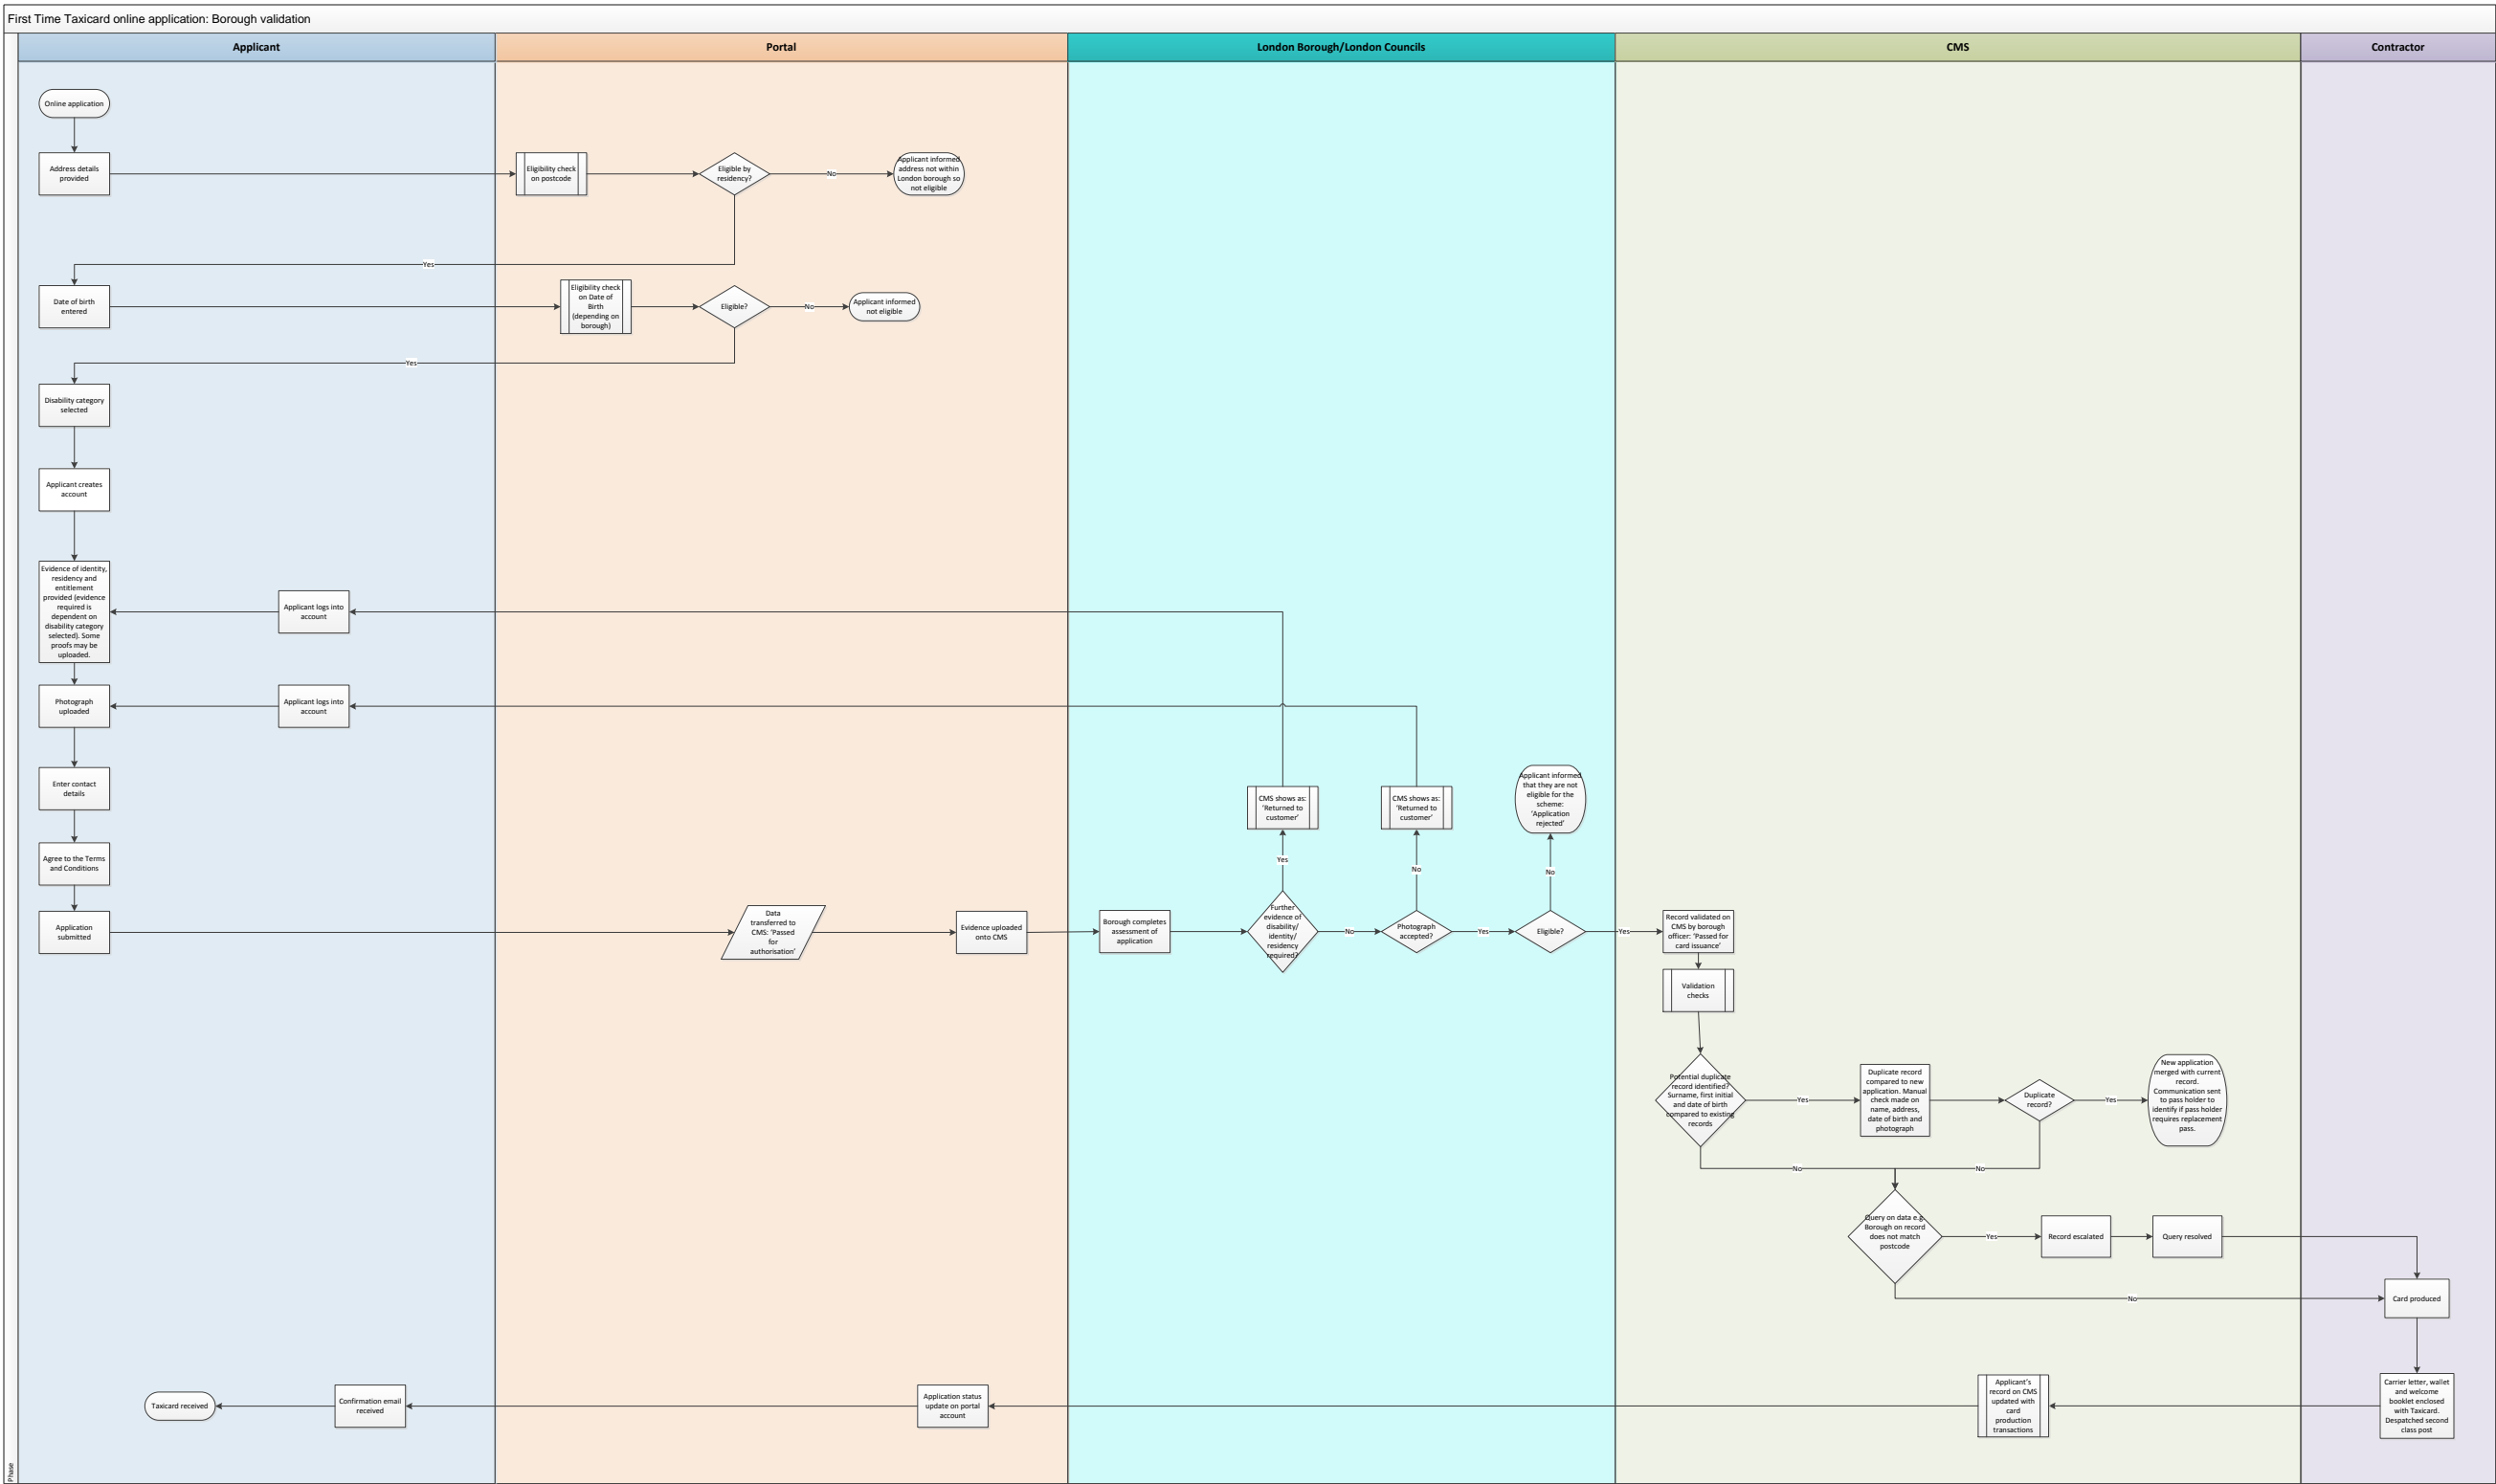 First Time Taxicard online application: Borough validation
Applicant
Portal
London Borough/London Councils
CMS
Contractor
Online application
Address details
provided
Eligibility check
on postcode
Eligible by
residency?
No
Applicant informed
address not within
London borough so
not eligible
Yes
Date of birth
entered
Eligibility check
on Date of
Birth
(depending on
borough)
Eligible?
No
Applicant informed
not eligible
Yes
Disability category
selected
Applicant creates
account
Evidence of identity,
residency and
entitlement
provided (evidence
required is
dependent on
disability category
selected). Some
proofs may be
uploaded.
Applicant logs into
account
Photograph
uploaded
Applicant logs into
account
Enter contact
details
CMS shows as:
'Returned to
customer'
CMS shows as:
'Returned to
customer'
Applicant informed
that they are not
eligible for the
scheme:
'Application
rejected'
Agree to the Terms
and Conditions
Yes
No
No
Application
submitted
Data
transferred to
CMS: 'Passed
for
authorisation'
Evidence uploaded
onto CMS
Borough completes
assessment of
application
Further
evidence of
disability/
identity/
residency
required?
No
Photograph
accepted?
Yes
Eligible?
Yes
Record validated on
CMS by borough
officer: 'Passed for
card issuance'
Validation
checks
Potential duplicate
record identified?
Surname, first initial
and date of birth
compared to existing
records
Yes
Duplicate record
compared to new
application. Manual
check made on
name, address,
date of birth and
photograph
Duplicate
record?
Yes
New application
merged with current
record.
Communication sent
to pass holder to
identify if pass holder
requires replacement
pass.
No
No
Query on data e.g.
Borough on record
does not match
postcode
Yes
Record escalated
Query resolved
No
Card produced
Taxicard received
Confirmation email
received
Application status
update on portal
account
Applicant's
record on CMS
updated with
card
production
transactions
Carrier letter, wallet
and welcome
booklet enclosed
with Taxicard.
Despatched second
class post
Phase